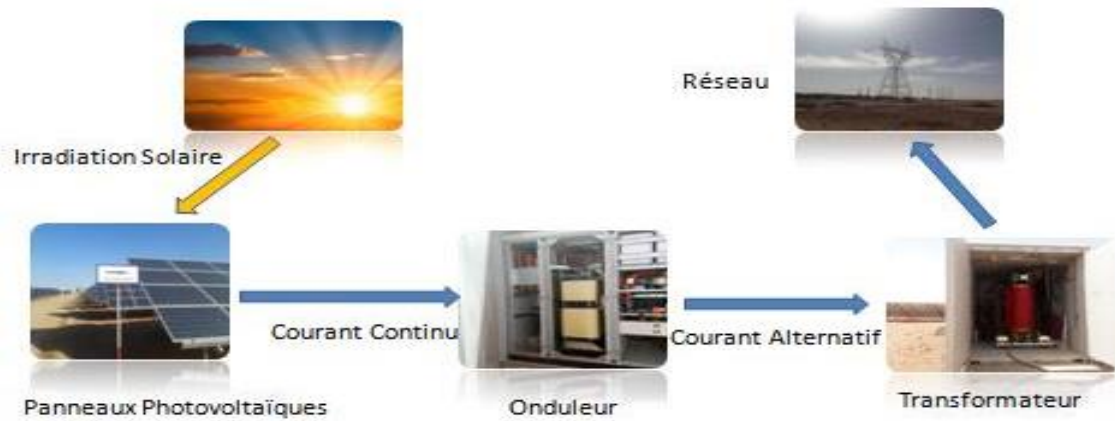 Réseau
Irradiation Solaire
Courant Continu
Courant Alternatif
Panneaux Photovoltaïques
Onduleur
Transformateur